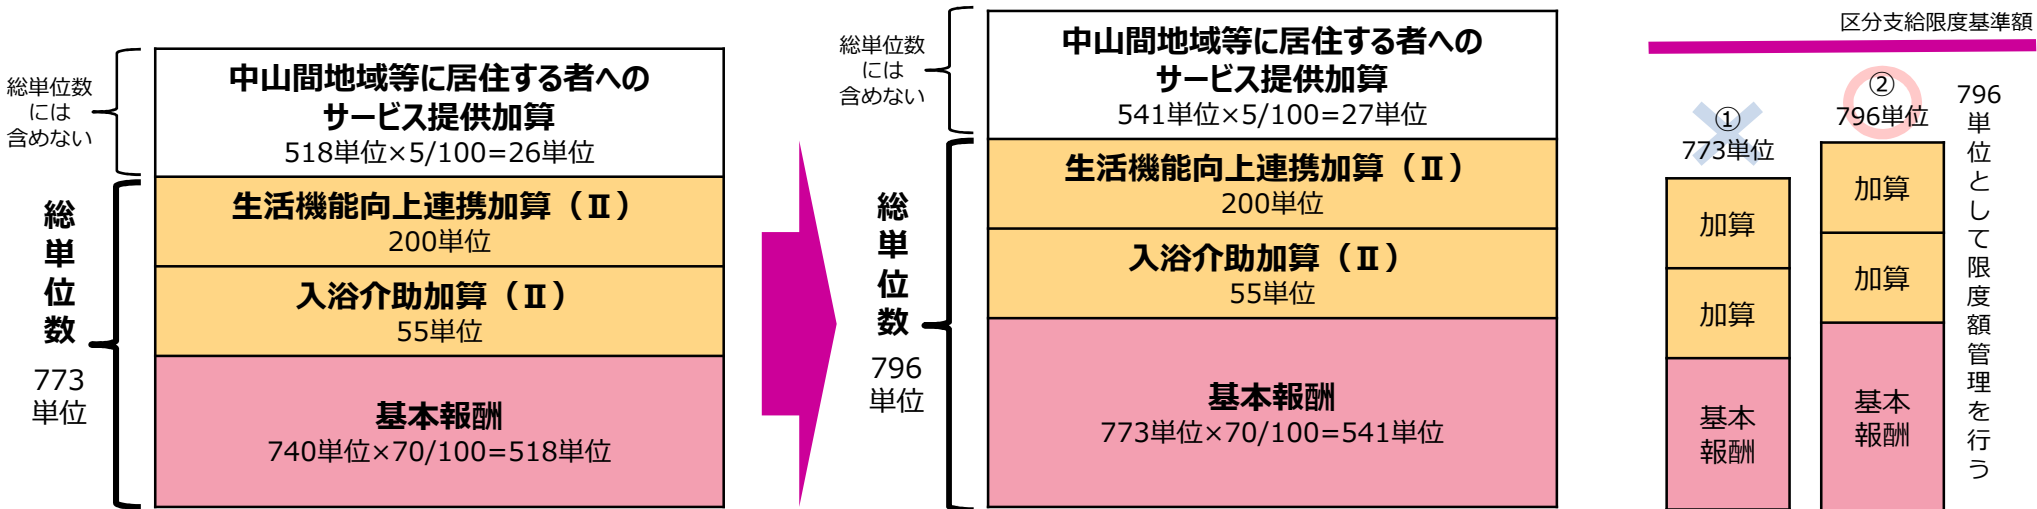 総単位数
には
含めない
中山間地域等に居住する者への
サービス提供加算
518単位×5/100=26単位
生活機能向上連携加算（Ⅱ）
200単位
入浴介助加算（Ⅱ）
55単位
基本報酬
740単位×70/100=518単位
総単位数
773
単位
総単位数
には
含めない
中山間地域等に居住する者への
サービス提供加算
541単位×5/100=27単位
生活機能向上連携加算（Ⅱ）
200単位
入浴介助加算（Ⅱ）
55単位
基本報酬
773単位×70/100=541単位
総単位数
796
単位
区分支給限度基準額
①
773単位
加算
加算
基本
報酬
②
796単位
加算
加算
基本
報酬
796単位として限度額管理を行う